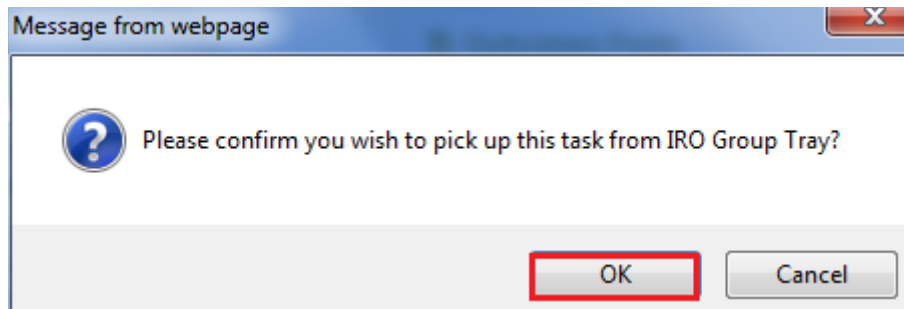 Message from webpage
Please confirm you wish to pick up this task from IRO Group Tray?
OK
Cancel